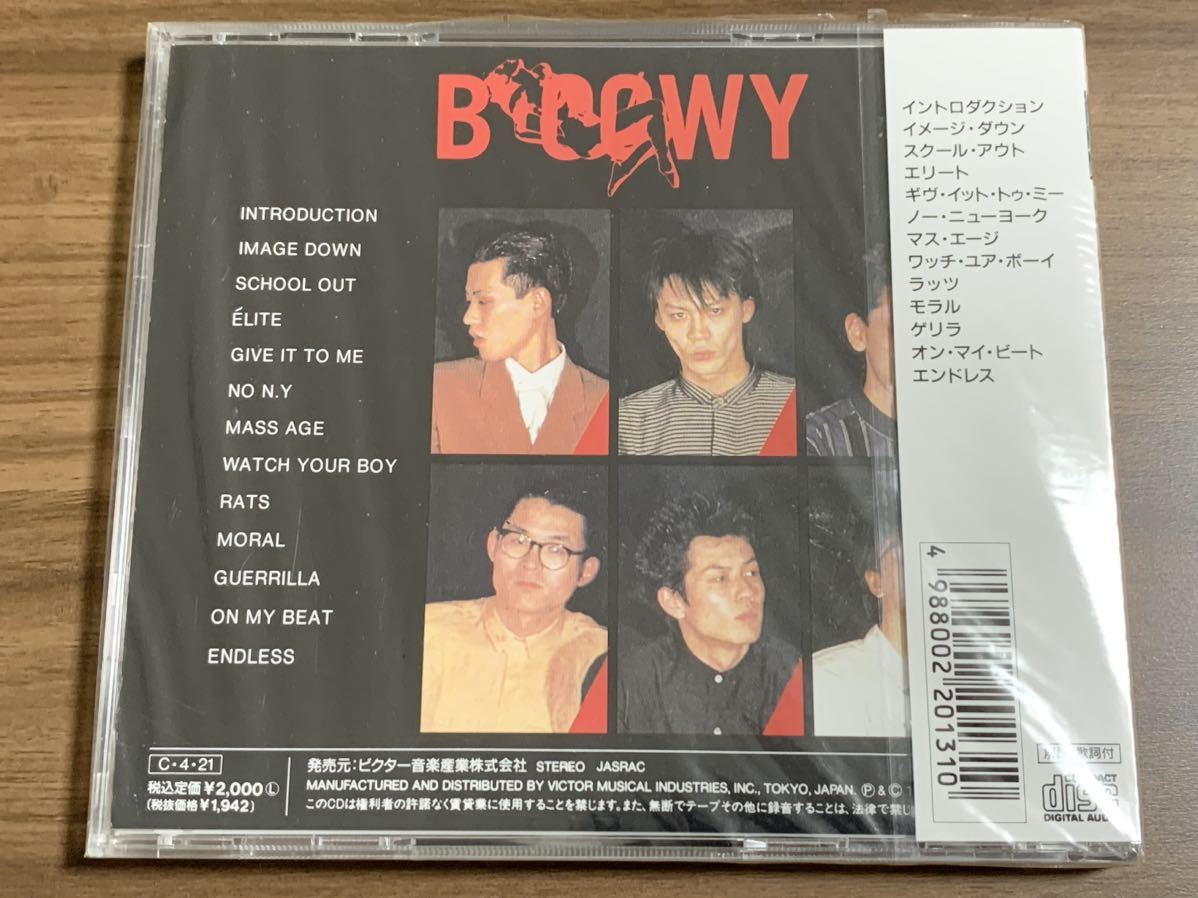 BOØWY
INTRODUCTION
IMAGE DOWN
SCHOOL OUT
ÉLITE
GIVE IT TO ME
NO N.Y
MASS AGE
WATCH YOUR BOY
RATS
MORAL
GUERRILLA
ON MY BEAT
ENDLESS
イントロダクション
イメージ・ダウン
スクール・アウト
エリート
ギヴ・イット・トゥ・ミー
ノー・ニューヨーク
マス・エージ
ワッチ・ユア・ボーイ
ラッツ
モラル
ゲリラ
オン・マイ・ビート
エンドレス
4 988002 201310
C・4・21
税込定価¥2,000Ⓛ
(税抜価格¥1,942)
発売元:ビクター音楽産業株式会社 STEREO JASRAC
MANUFACTURED AND DISTRIBUTED BY VICTOR MUSICAL INDUSTRIES, INC., TOKYO, JAPAN. Ⓟ&Ⓒ 1
このCDは権利者の許諾なく賃貸業に使用することを禁じます。また、無断でテープその他に録音することは、法律で禁じ
歌詞付
COMPACT
disc
DIGITAL AUDIO